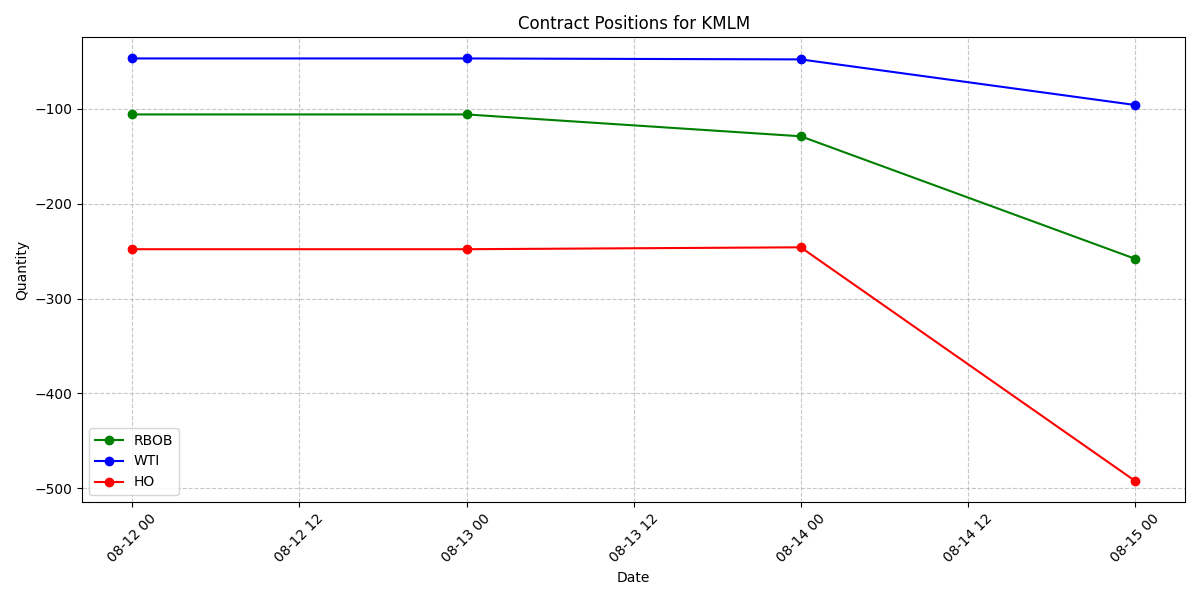 Contract Positions for KMLM
Quantity
−100
−200
−300
−400
−500
RBOB
WTI
HO
08-12 00
08-12 12
08-13 00
08-13 12
08-14 00
08-14 12
08-15 00
Date